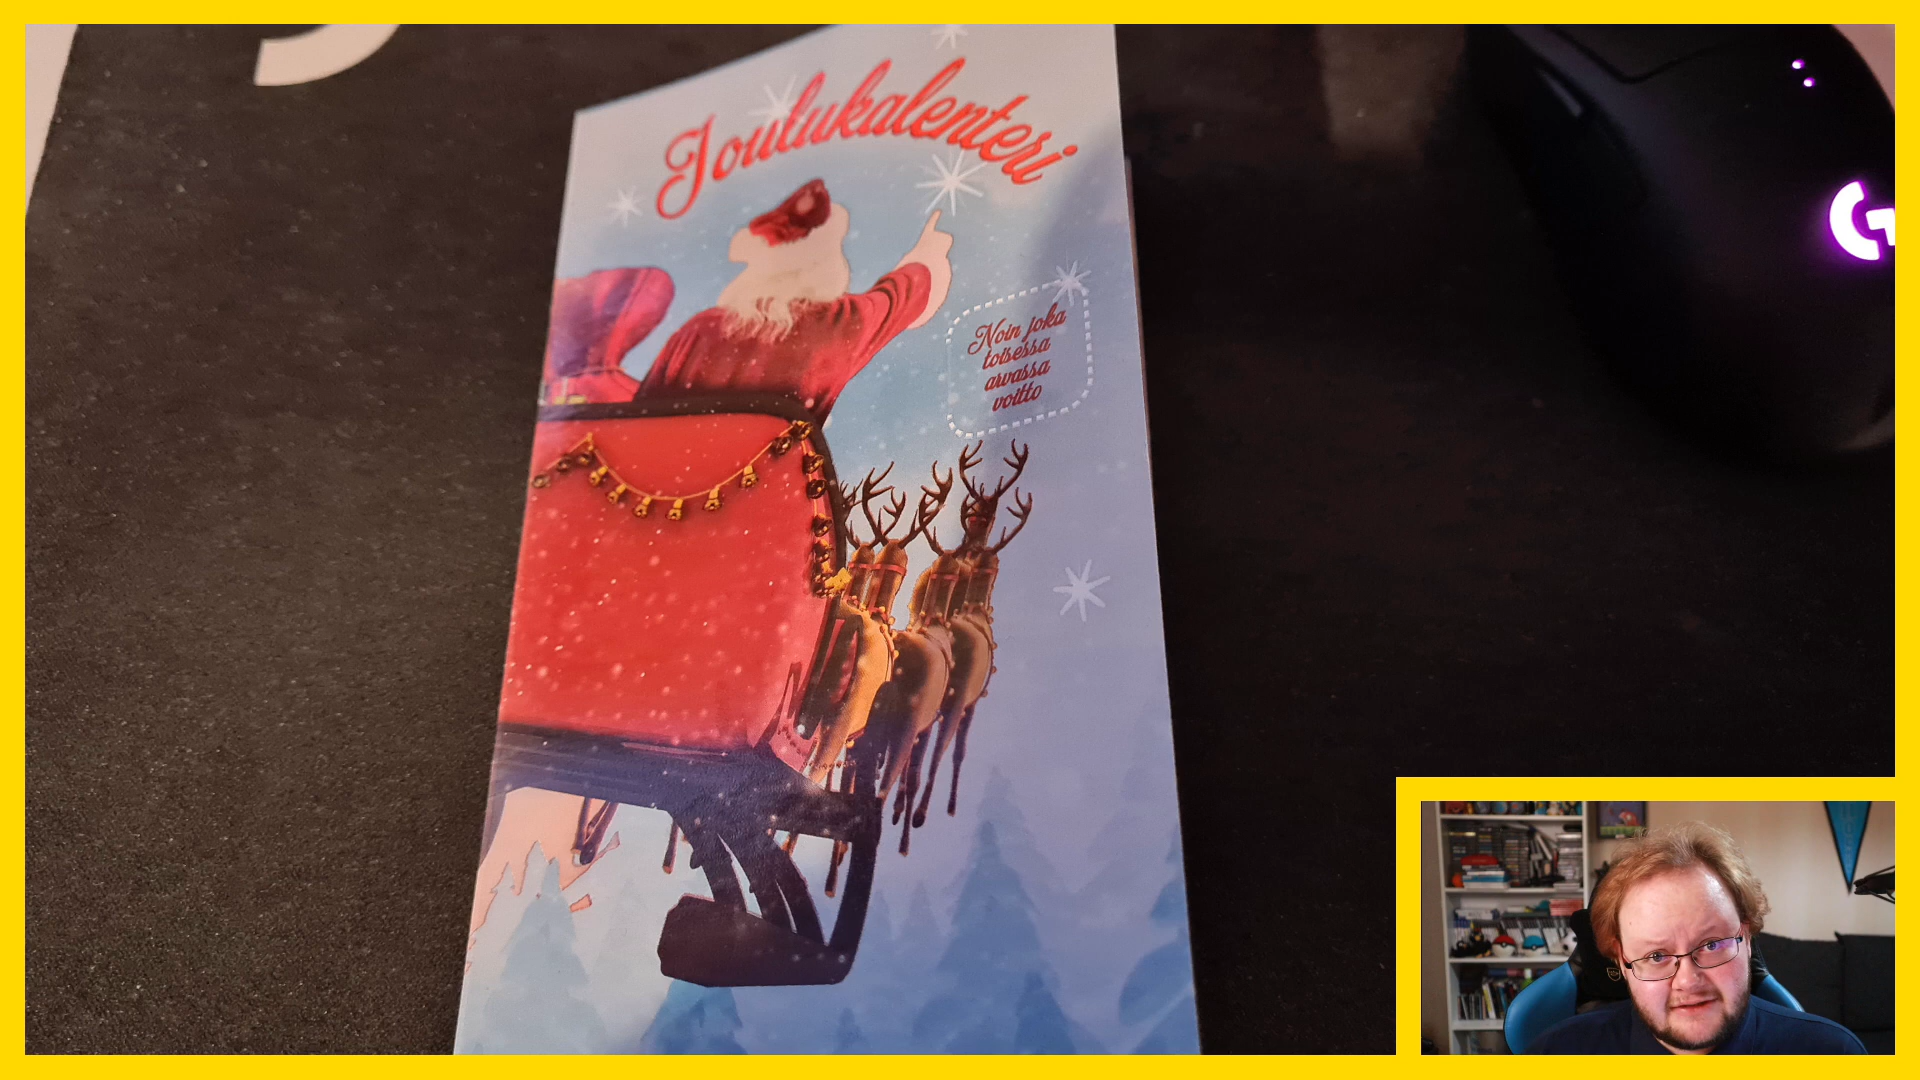 Joulukalenteri
Noin joka
toisessa
arvassa
voitto